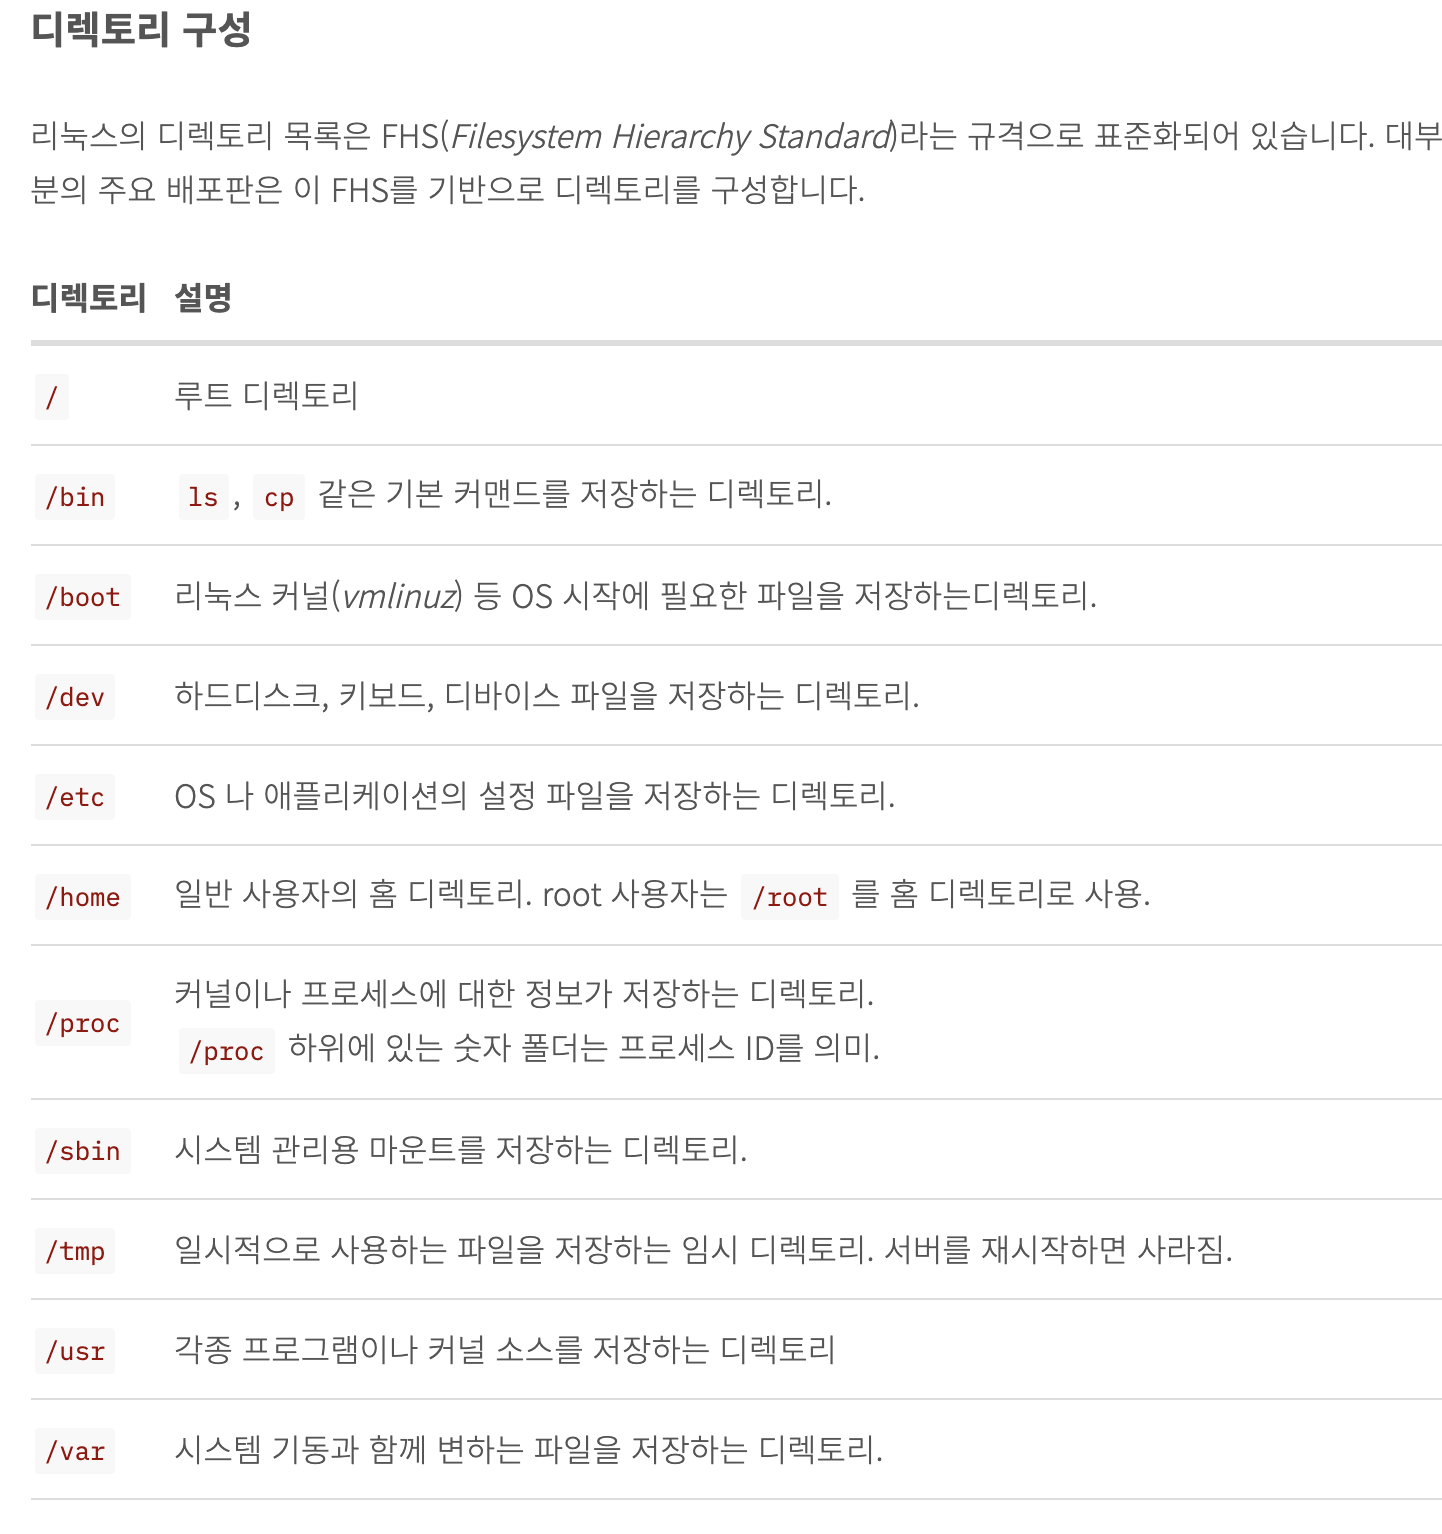 디렉토리 구성
리눅스의 디렉토리 목록은 FHS(Filesystem Hierarchy Standard)라는 규격으로 표준화되어 있습니다. 대부
분의 주요 배포판은 이 FHS를 기반으로 디렉토리를 구성합니다.
디렉토리 설명
/ 루트 디렉토리
/bin ls, cp 같은 기본 커맨드를 저장하는 디렉토리.
/boot 리눅스 커널(vmlinuz) 등 OS 시작에 필요한 파일을 저장하는디렉토리.
/dev 하드디스크, 키보드, 디바이스 파일을 저장하는 디렉토리.
/etc OS 나 애플리케이션의 설정 파일을 저장하는 디렉토리.
/home 일반 사용자의 홈 디렉토리. root 사용자는 /root 를 홈 디렉토리로 사용.
/proc 커널이나 프로세스에 대한 정보가 저장하는 디렉토리.
/proc 하위에 있는 숫자 폴더는 프로세스 ID를 의미.
/sbin 시스템 관리용 마운트를 저장하는 디렉토리.
/tmp 일시적으로 사용하는 파일을 저장하는 임시 디렉토리. 서버를 재시작하면 사라짐.
/usr 각종 프로그램이나 커널 소스를 저장하는 디렉토리
/var 시스템 기동과 함께 변하는 파일을 저장하는 디렉토리.